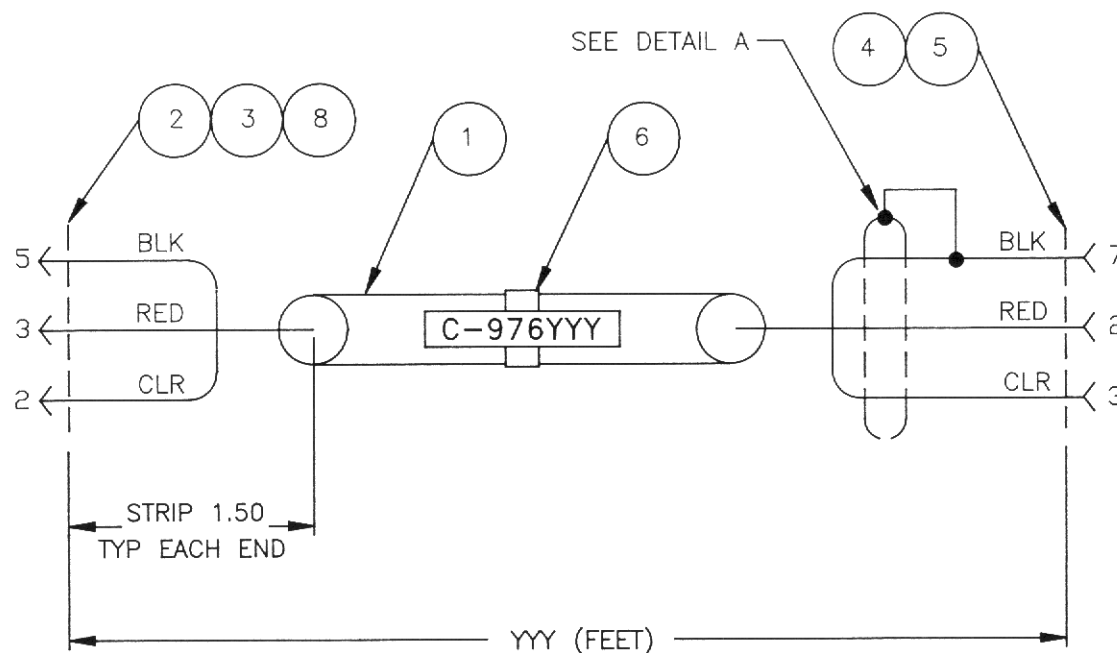 SEE DETAIL A
4 5
2 3 8
1
6
BLK
5
RED
3
CLR
2
C-976YYY
BLK
7
RED
2
CLR
3
STRIP 1.50
TYP EACH END
YYY (FEET)